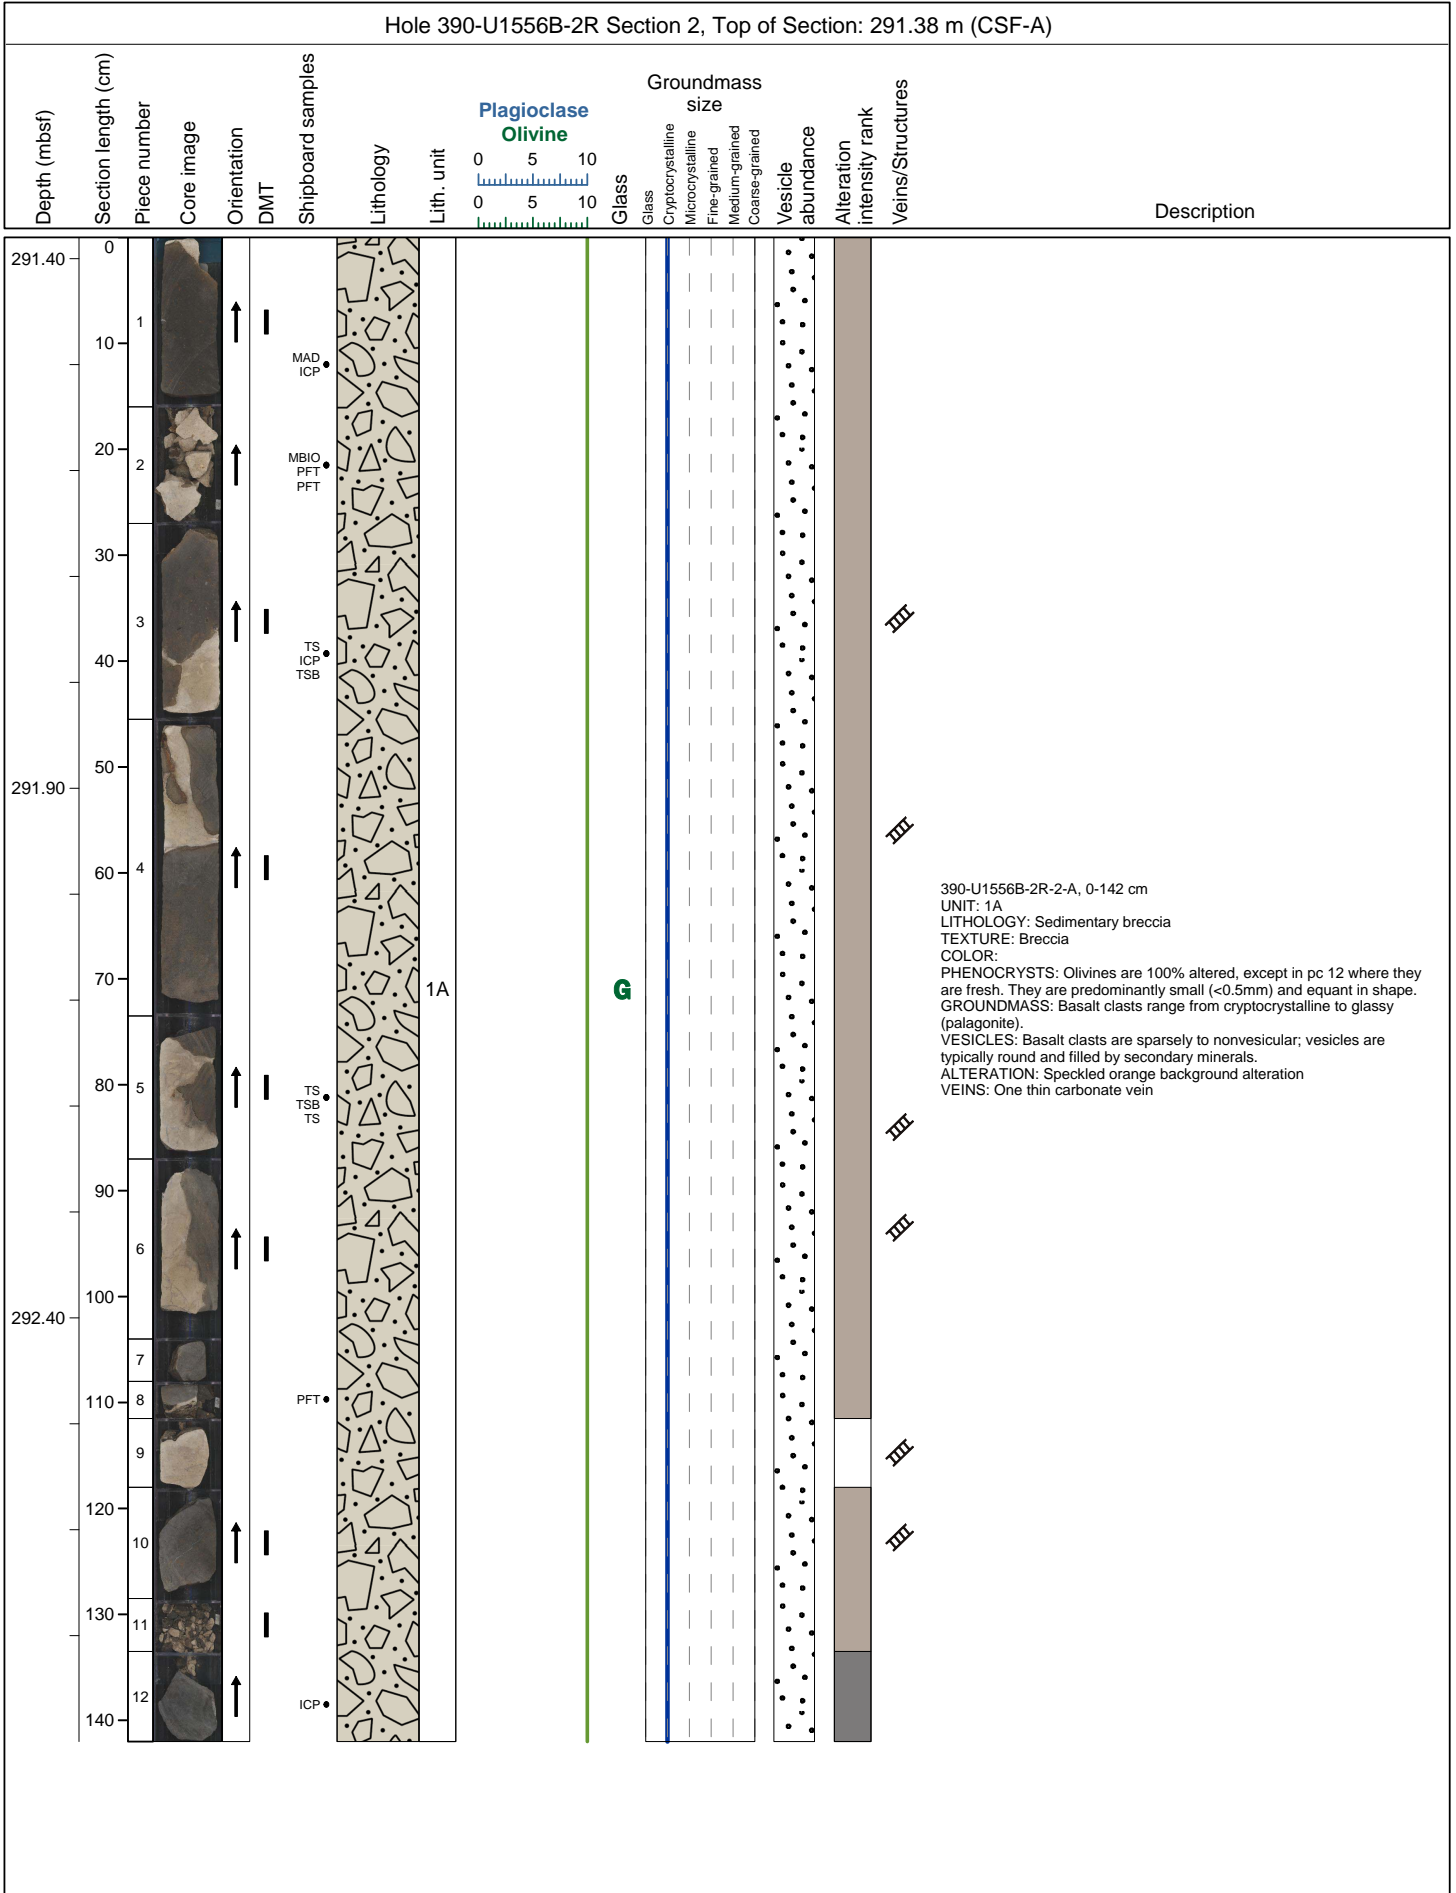 Hole 390-U1556B-2R Section 2, Top of Section: 291.38 m (CSF-A)
Depth (mbsf)
Section length (cm)
Piece number
Core image
Orientation
DMT
Shipboard samples
Lithology
Lith. unit
Plagioclase
Olivine
0 5 10
0 5 10
Glass
Groundmass
size
Glass
Cryptocrystalline
Microcrystalline
Fine-grained
Medium-grained
Coarse-grained
Vesicle
abundance
Alteration
intensity rank
Veins/Structures
Description
0
291.40
1
10
MAD
ICP
20
2
MBIO
PFT
PFT
30
3
TS
ICP
TSB
40
50
291.90
60
4
70
1A
G
80
5
TS
TSB
TS
90
6
100
292.40
7
8
110
PFT
9
120
10
130
11
12
ICP
140
390-U1556B-2R-2-A, 0-142 cm
UNIT: 1A
LITHOLOGY: Sedimentary breccia
TEXTURE: Breccia
COLOR:
PHENOCRYSTS: Olivines are 100% altered, except in pc 12 where they
are fresh. They are predominantly small (<0.5mm) and equant in shape.
GROUNDMASS: Basalt clasts range from cryptocrystalline to glassy
(palagonite).
VESICLES: Basalt clasts are sparsely to nonvesicular; vesicles are
typically round and filled by secondary minerals.
ALTERATION: Speckled orange background alteration
VEINS: One thin carbonate vein